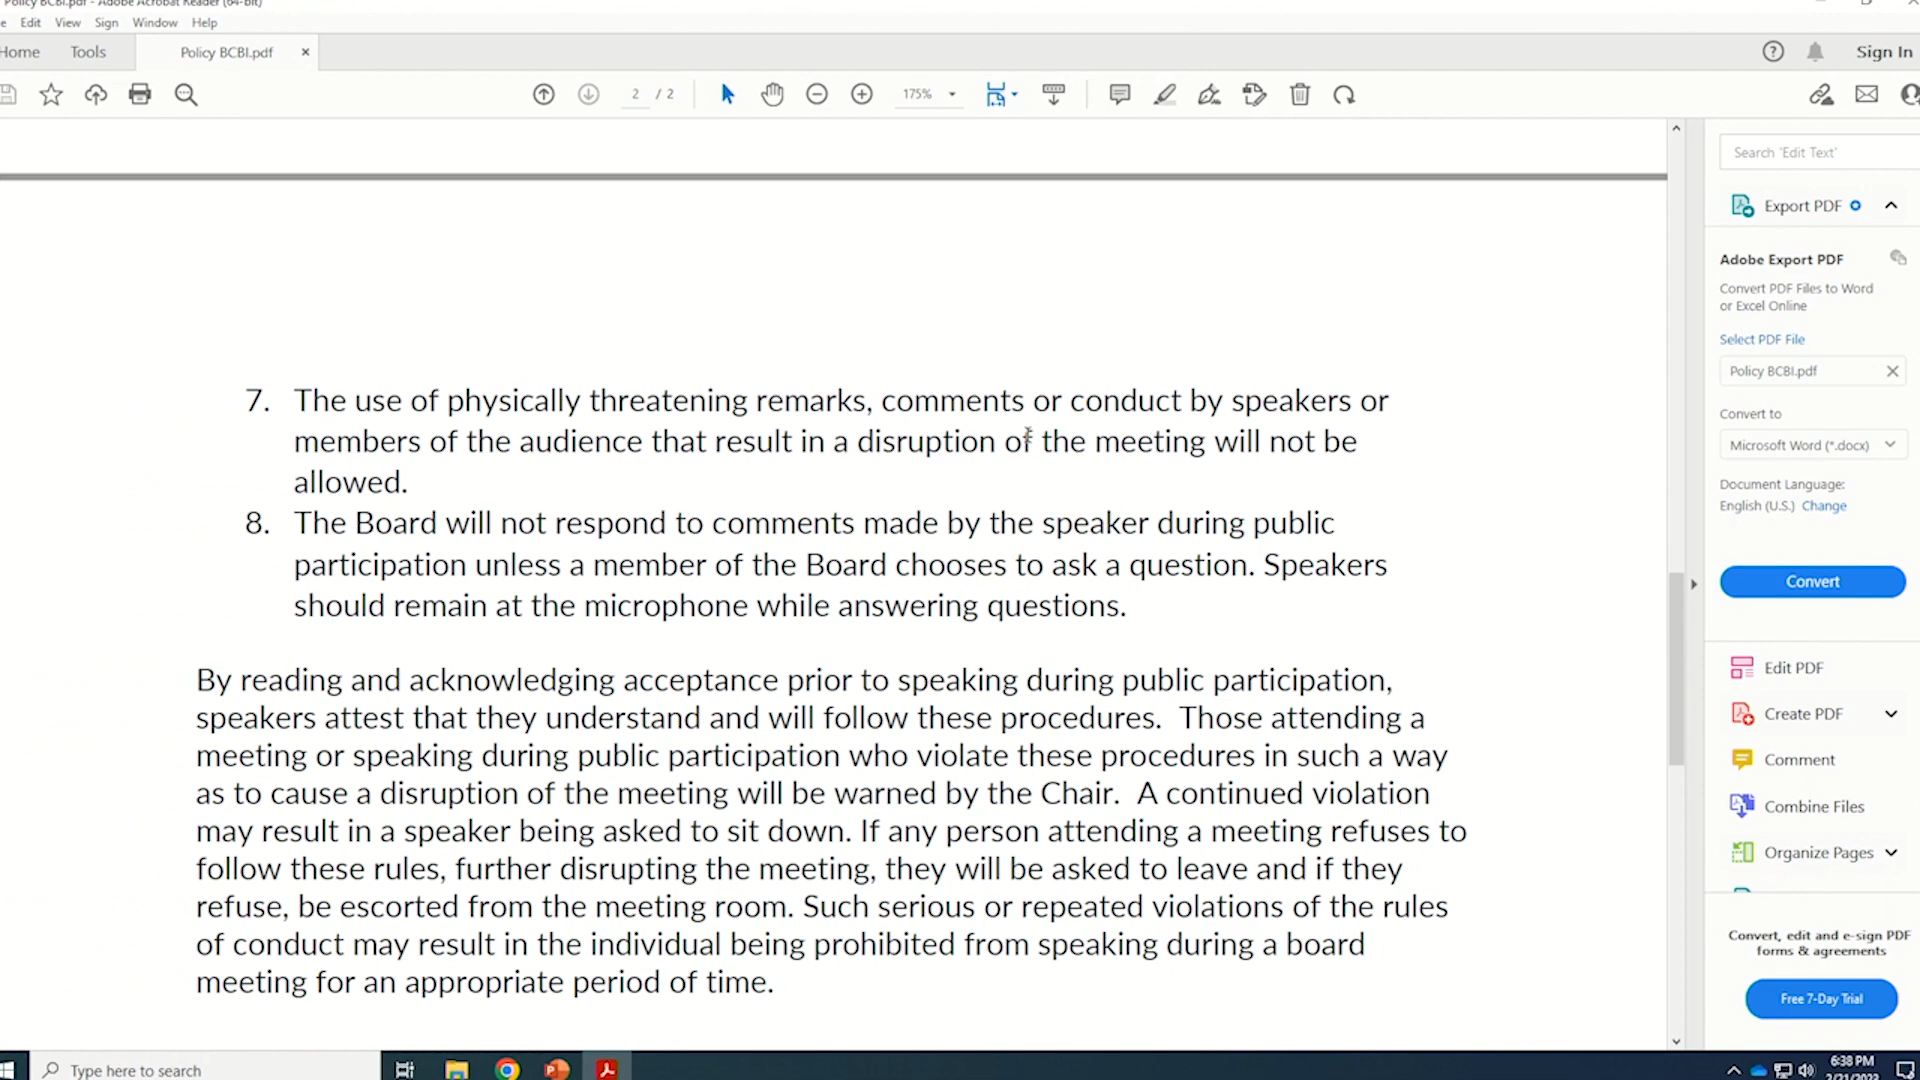 Policy BCBI.pdf - Adobe Acrobat Reader (64-bit)
Edit View Sign Window Help
Home Tools Policy BCBI.pdf
Sign In
2 / 2
175%
Search 'Edit Text'
Export PDF
Adobe Export PDF
Convert PDF Files to Word
or Excel Online
Select PDF File
Policy BCBI.pdf
Convert to
Microsoft Word (*.docx)
Document Language:
English (U.S.) Change
Convert
Edit PDF
Create PDF
Comment
Combine Files
Organize Pages
Convert, edit and e-sign PDF
forms & agreements
Free 7-Day Trial
7. The use of physically threatening remarks, comments or conduct by speakers or
members of the audience that result in a disruption of the meeting will not be
allowed.
8. The Board will not respond to comments made by the speaker during public
participation unless a member of the Board chooses to ask a question. Speakers
should remain at the microphone while answering questions.
By reading and acknowledging acceptance prior to speaking during public participation,
speakers attest that they understand and will follow these procedures. Those attending a
meeting or speaking during public participation who violate these procedures in such a way
as to cause a disruption of the meeting will be warned by the Chair. A continued violation
may result in a speaker being asked to sit down. If any person attending a meeting refuses to
follow these rules, further disrupting the meeting, they will be asked to leave and if they
refuse, be escorted from the meeting room. Such serious or repeated violations of the rules
of conduct may result in the individual being prohibited from speaking during a board
meeting for an appropriate period of time.
Type here to search
6:38 PM